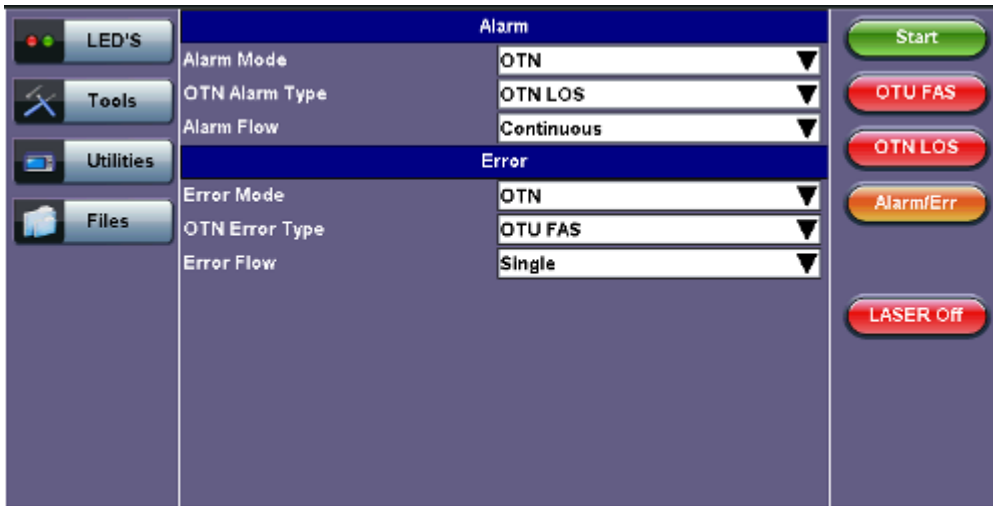 LED'S
Tools
Utilities
Files
Alarm
Alarm Mode OTN
OTN Alarm Type OTN LOS
Alarm Flow Continuous
Error
Error Mode OTN
OTN Error Type OTU FAS
Error Flow Single
Start
OTU FAS
OTN LOS
Alarm/Err
LASER Off